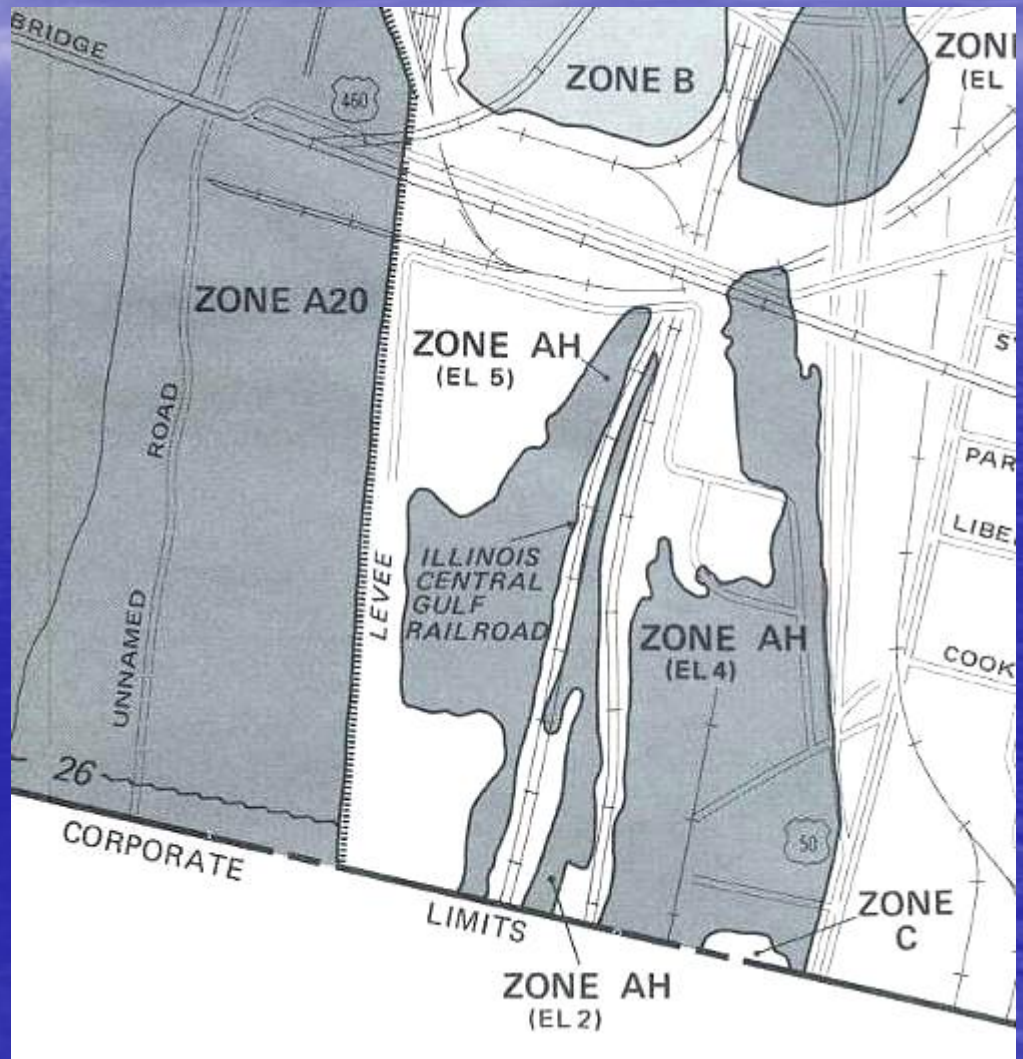 BRIDGE
460
ZONE B
(EL
ZONE A20
ZONE AH
(EL 5)
ROAD
UNNAMED
LEVEE
ILLINOIS
CENTRAL
GULF
RAILROAD
ZONE AH
(EL 4)
PAR
COOK
26
50
CORPORATE
LIMITS
ZONE
C
ZONE AH
(EL 2)